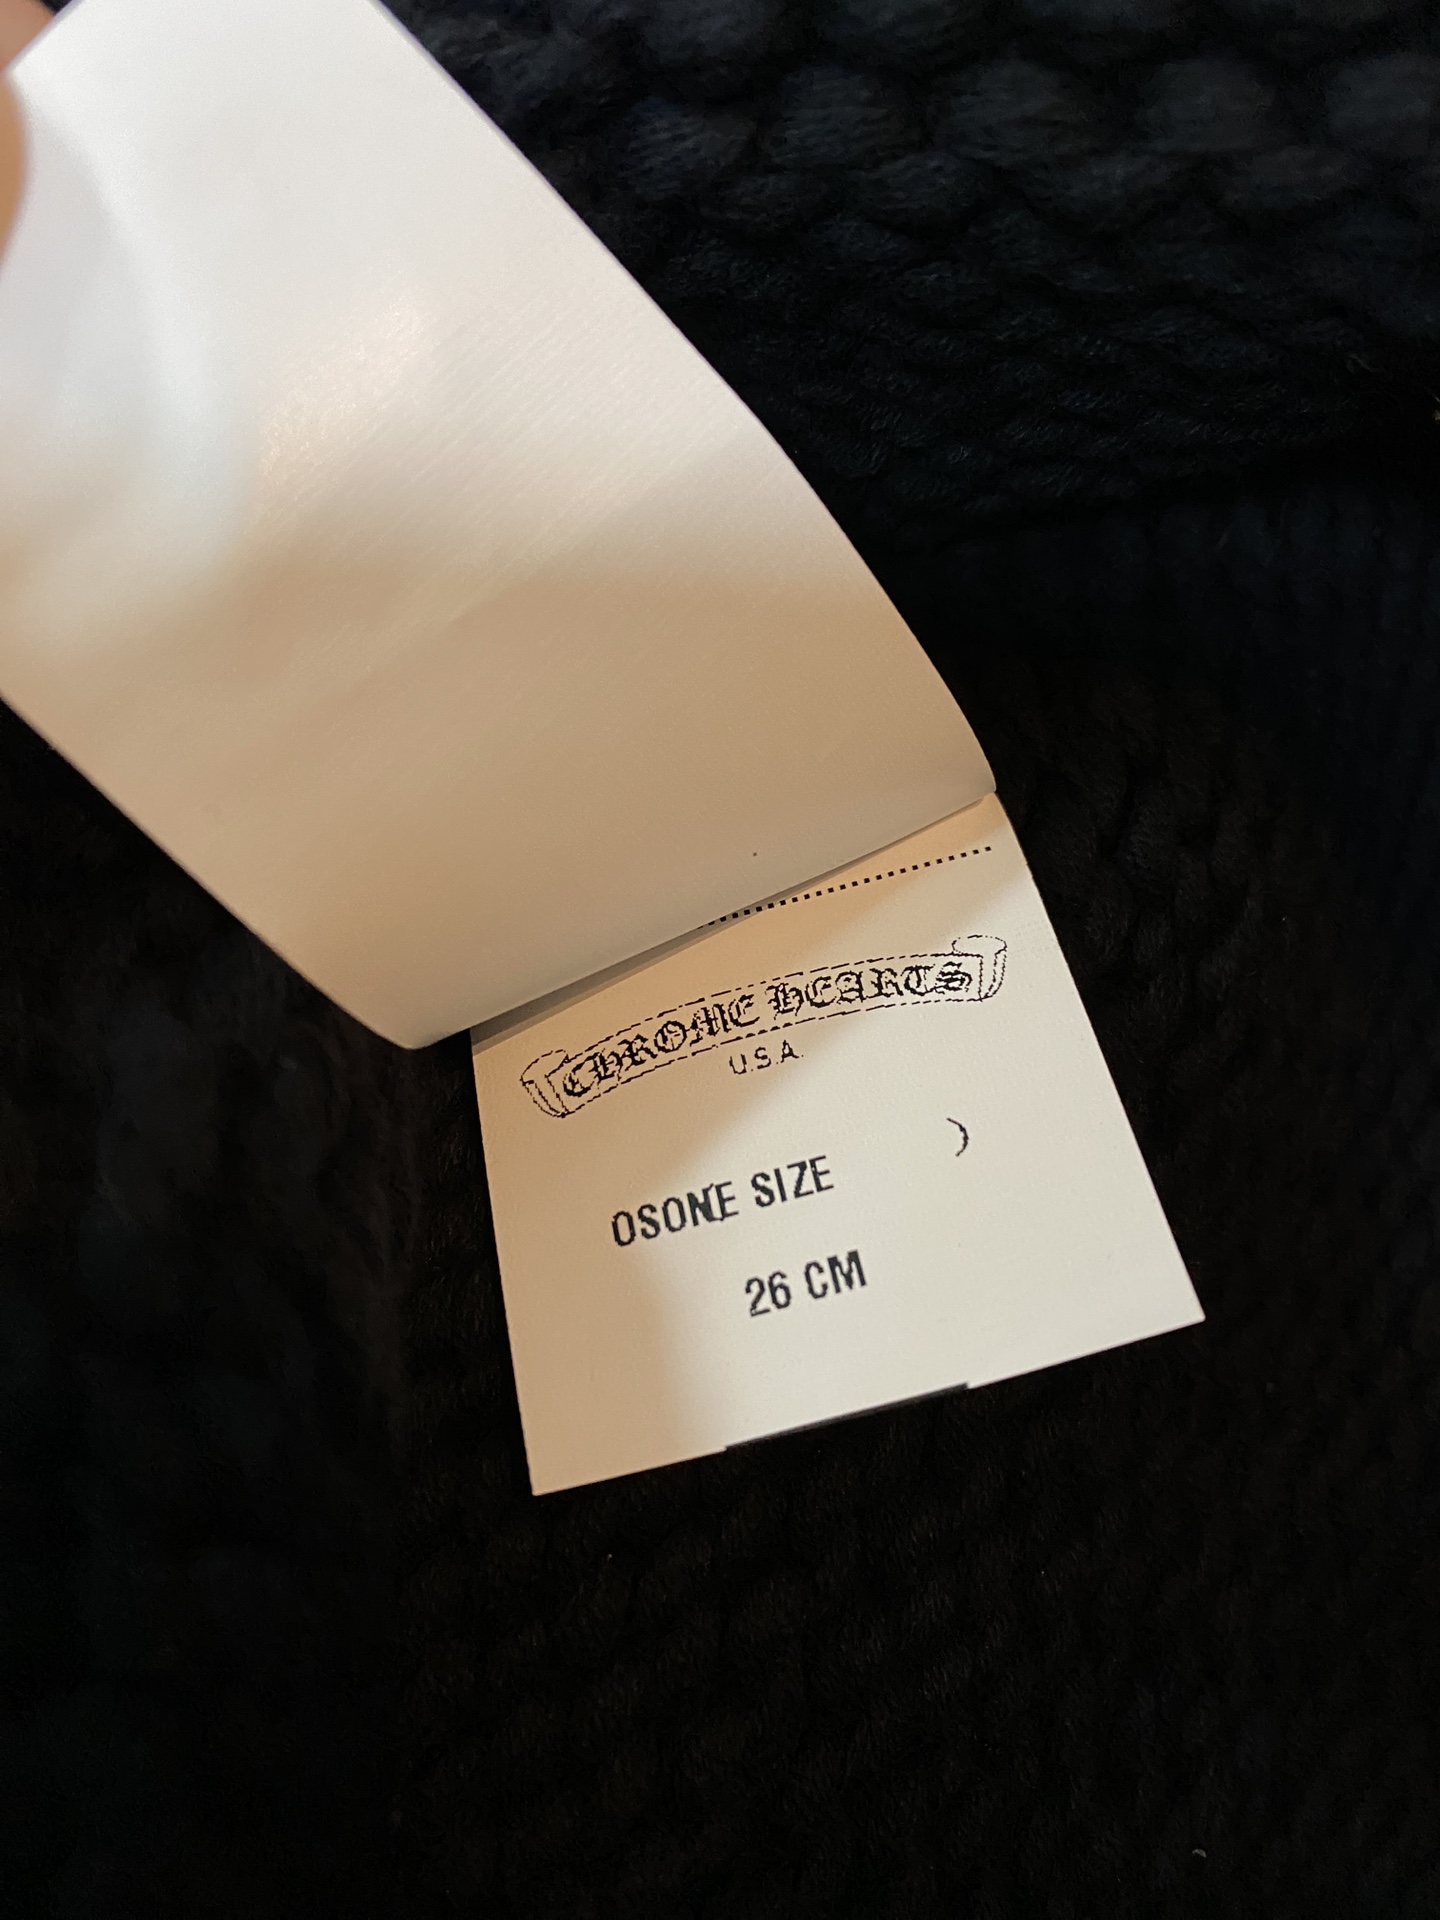 CHROME HEARTS
U.S.A.
)
OSONE SIZE
26 CM